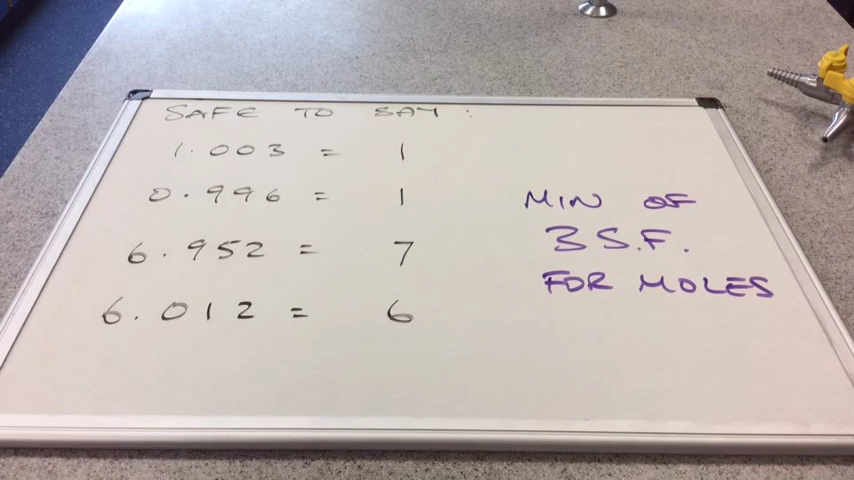 SAFE TO SAY:
1.003 = 1
0.996 = 1
6.952 = 7
6.012 = 6
MIN OF
3 S.F.
FOR MOLES